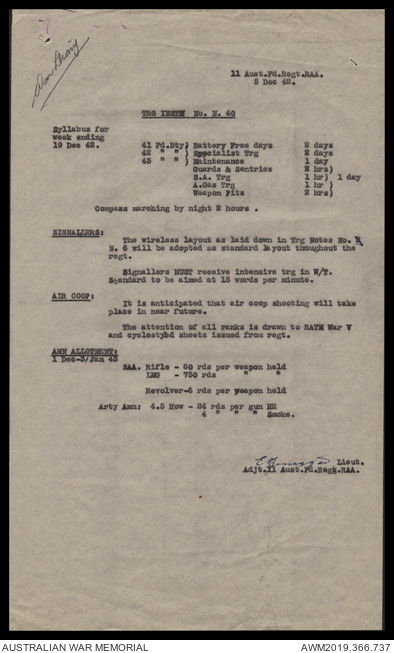 War Diary
11 Aust.Fd.Regt.RAA.
5 Dec 42.
TRG INSTN No. N. 40
Syllabus for
week ending
19 Dec 42.
41 Fd.Bty) Battery Free days 2 days
42 " " ) Specialist Trg 2 days
43 " " ) Maintenance 1 day
Guards & Sentries 2 hrs)
S.A. Trg 1 hr) 1 day
A.Gas Trg 1 hr )
Weapon Pits 2 hrs)
Compass marching by night 2 hours .
SIGNALLERS:
The wireless layout as laid down in Trg Notes No.
N. 6 will be adopted as standard layout throughout the
regt.
Signallers MUST receive intensive trg in W/T.
Standard to be aimed at 15 words per minute.
AIR COOP:
It is anticipated that air coop shooting will take
place in near future.
The attention of all ranks is drawn to HATM War V
and cyclostybd sheets issued from regt.
AMN ALLOTMENT:
1 Dec-3/Jan 43
SAA. Rifle - 50 rds per weapon held
LMG - 750 rds " "
Revolver-6 rds per weapon held
Arty Amn: 4.5 How - 24 rds per gun HE
4 " " " Smoke.
Lieut.
Adjt.11 Aust.Fd.Regt.RAA.
AUSTRALIAN WAR MEMORIAL AWM2019.366.737